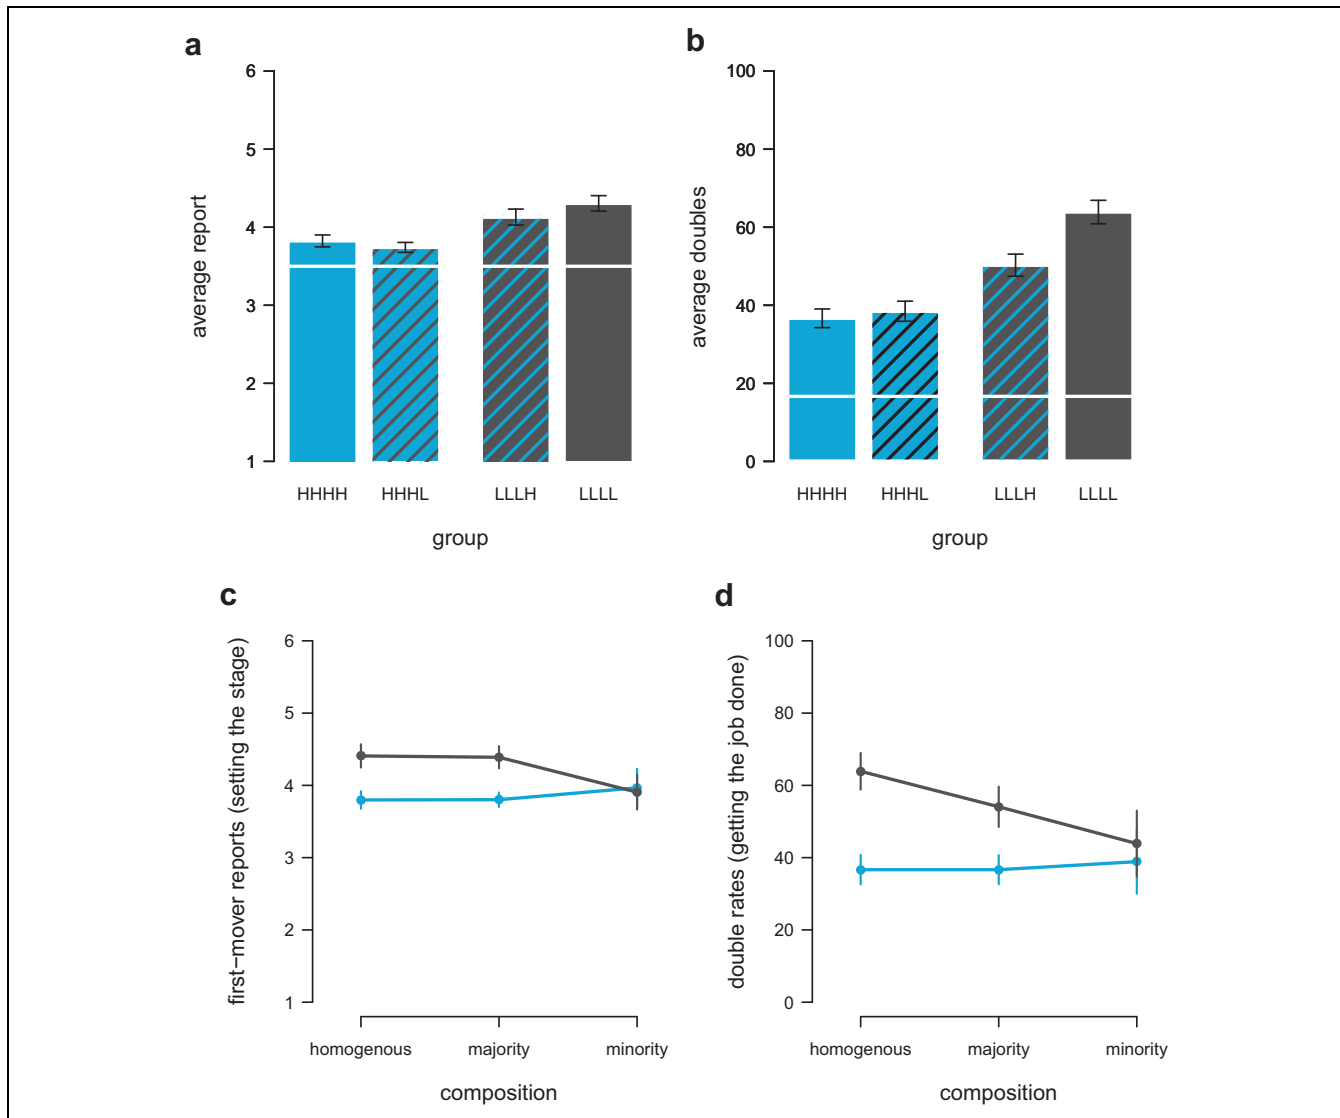 a
6
5
4
3
2
1
average report
HHHH HHHL LLLH LLLL
group
b
100
80
60
40
20
0
average doubles
HHHH HHHL LLLH LLLL
group
c
6
5
4
3
2
1
first−mover reports (setting the stage)
homogenous majority minority
composition
d
100
80
60
40
20
0
double rates (getting the job done)
homogenous majority minority
composition